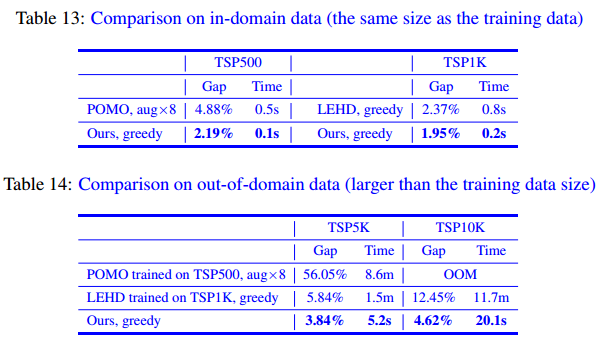 Table 13: Comparison on in-domain data (the same size as the training data)
TSP500 TSP1K
Gap Time Gap Time
POMO, aug×8 4.88% 0.5s LEHD, greedy 2.37% 0.8s
Ours, greedy 2.19% 0.1s Ours, greedy 1.95% 0.2s
Table 14: Comparison on out-of-domain data (larger than the training data size)
TSP5K TSP10K
Gap Time Gap Time
POMO trained on TSP500, aug×8 56.05% 8.6m OOM
LEHD trained on TSP1K, greedy 5.84% 1.5m 12.45% 11.7m
Ours, greedy 3.84% 5.2s 4.62% 20.1s